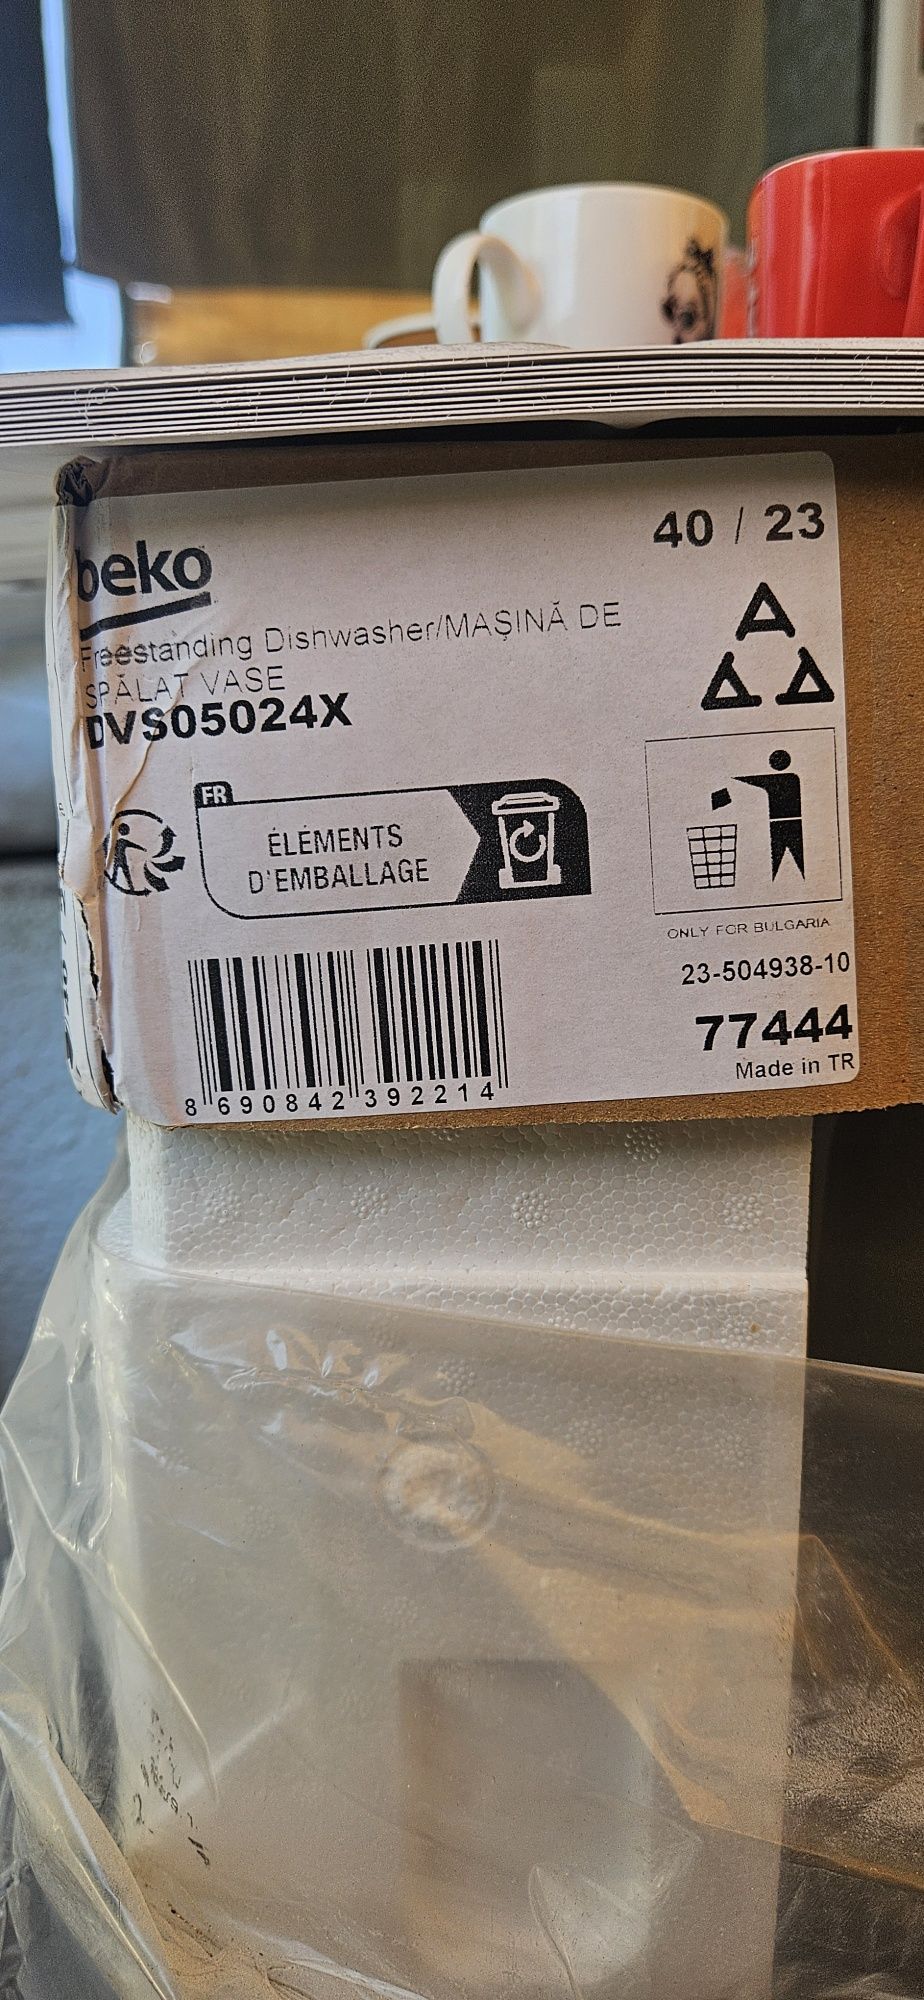 beko
40 / 23
Freestanding Dishwasher/MAȘINĂ DE
SPĂLAT VASE
DVS05024X
FR
ÉLÉMENTS
D'EMBALLAGE
ONLY FOR BULGARIA
23-504938-10
77444
Made in TR
8 690842 392214